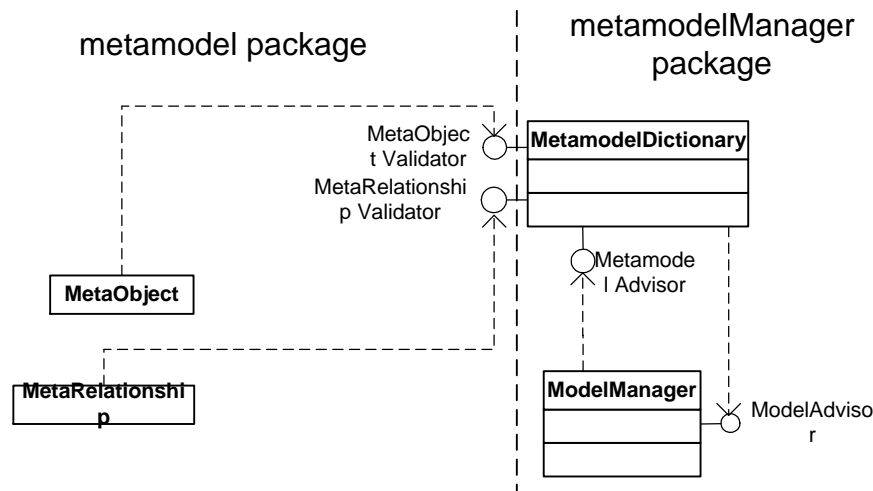 metamodel package
metamodelManager
package
MetaObjec
t Validator
MetamodelDictionary
MetaRelationshi
p Validator
Metamode
l Advisor
MetaObject
MetaRelationshi
p
ModelManager
ModelAdviso
r